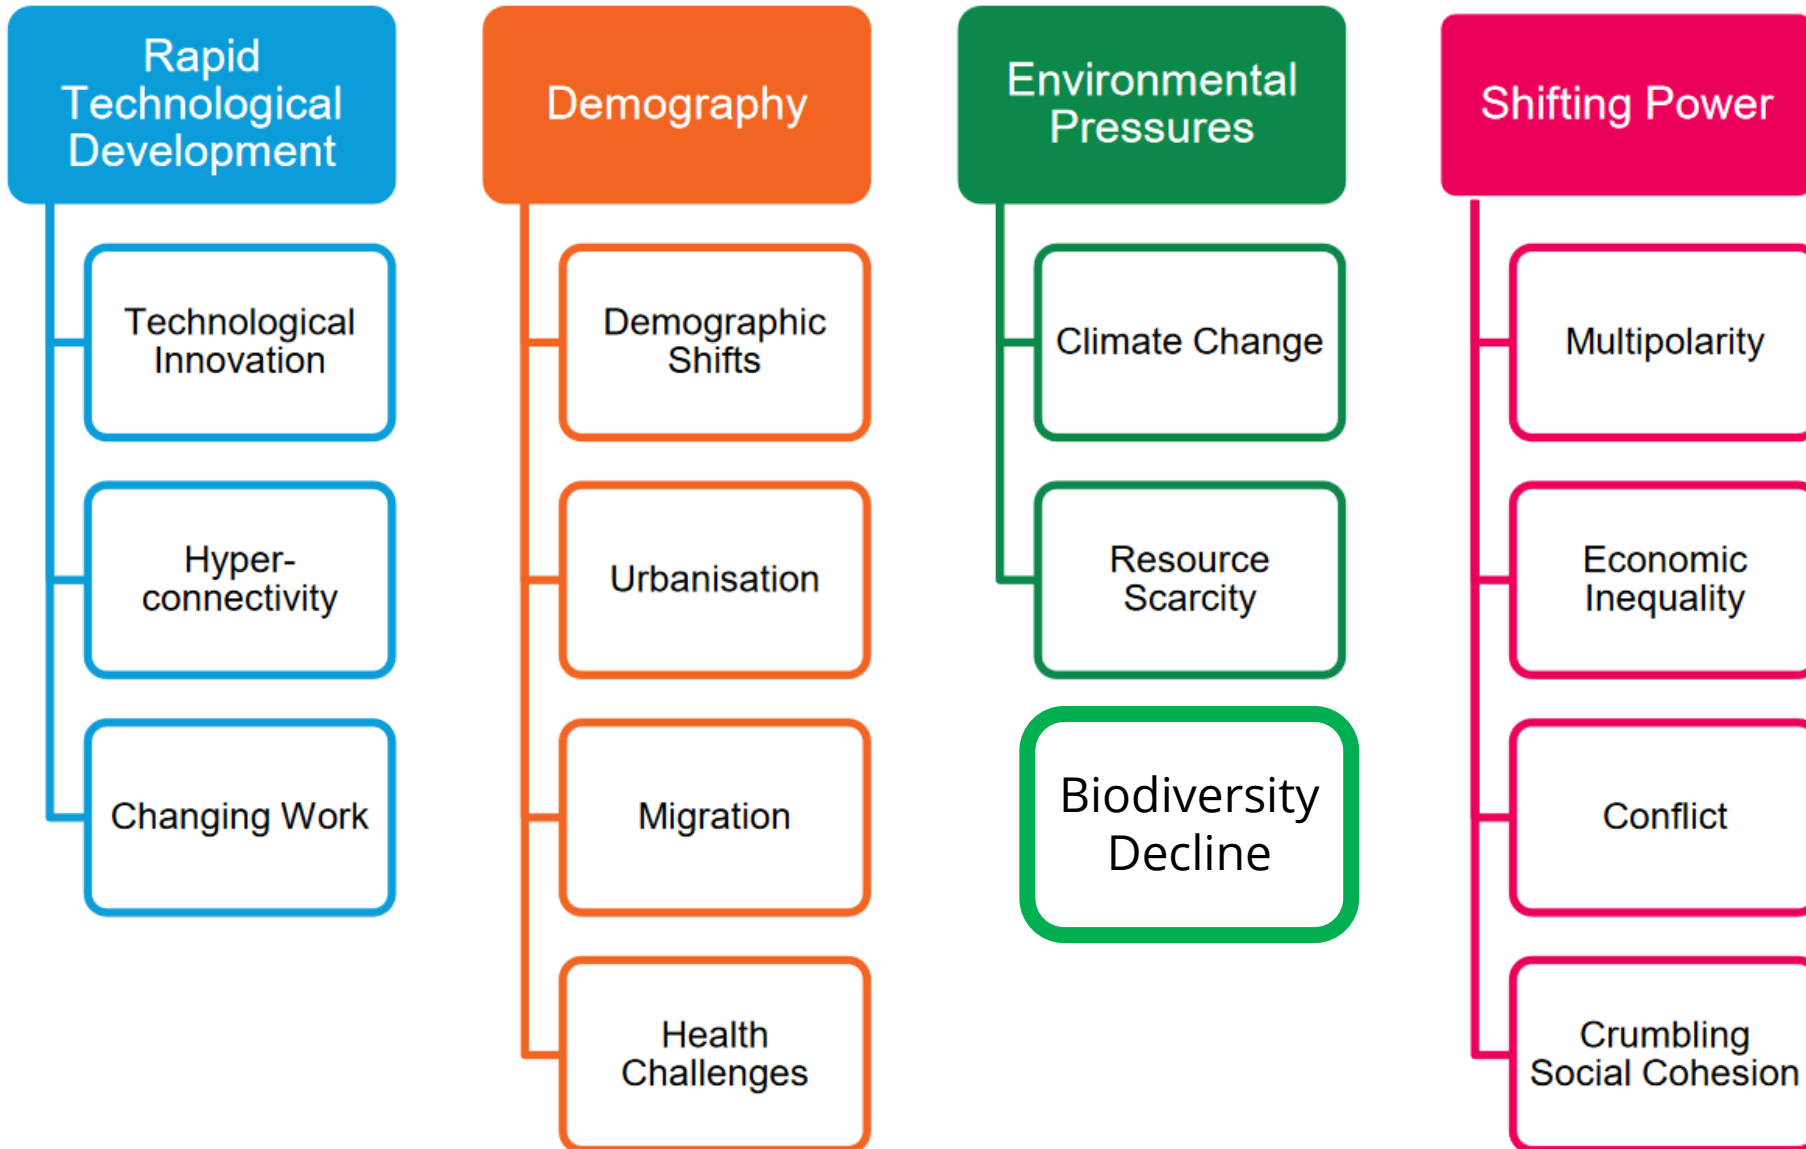 Rapid
Technological
Development
Technological
Innovation
Hyper-
connectivity
Changing Work
Demography
Demographic
Shifts
Urbanisation
Migration
Health
Challenges
Environmental
Pressures
Climate Change
Resource
Scarcity
Biodiversity
Decline
Shifting Power
Multipolarity
Economic
Inequality
Conflict
Crumbling
Social Cohesion